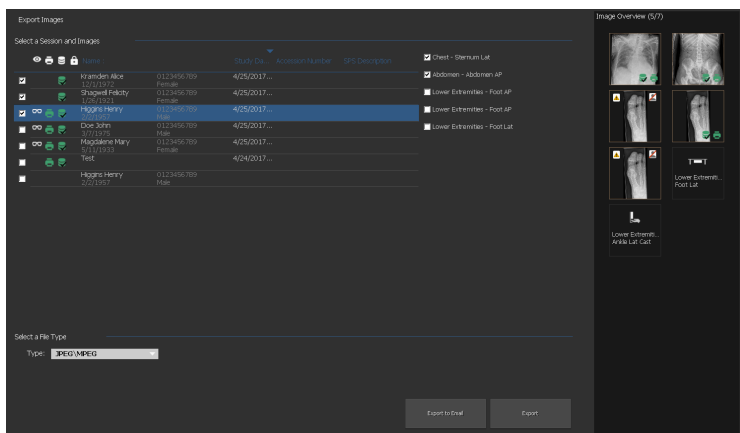 Export Images
Image Overview (5/7)
Select a Session and Images
Name
Study Da... Accession Number SPS Description
Kramden Alice 0123456789 4/25/2017...
12/1/1972 Female
Shagwell Felicity 0123456789 4/25/2017...
1/26/1921 Female
Higgins Henry 0123456789 4/25/2017...
2/2/1957 Male
Doe John 0123456789 4/25/2017...
3/7/1975 Male
Magdalene Mary 0123456789 4/25/2017...
5/11/1933 Female
Test 4/24/2017...
Higgins Henry 0123456789
2/2/1957 Male
Chest - Sternum Lat
Abdomen - Abdomen AP
Lower Extremities - Foot AP
Lower Extremities - Foot AP
Lower Extremities - Foot Lat
Lower Extremiti...
Foot Lat
Lower Extremiti...
Ankle Lat Cast
Select a File Type
Type: JPEG\MPEG
Export to Email
Export